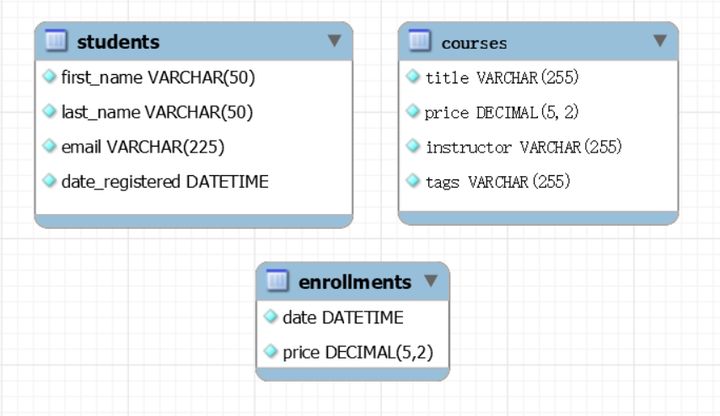 students
first_name VARCHAR(50)
last_name VARCHAR(50)
email VARCHAR(225)
date_registered DATETIME
courses
title VARCHAR(255)
price DECIMAL(5,2)
instructor VARCHAR(255)
tags VARCHAR(255)
enrollments
date DATETIME
price DECIMAL(5,2)